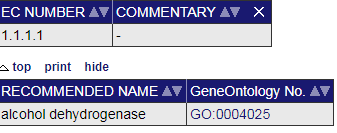 EC NUMBER COMMENTARY
1.1.1.1 -
top print hide
RECOMMENDED NAME GeneOntology No.
alcohol dehydrogenase GO:0004025